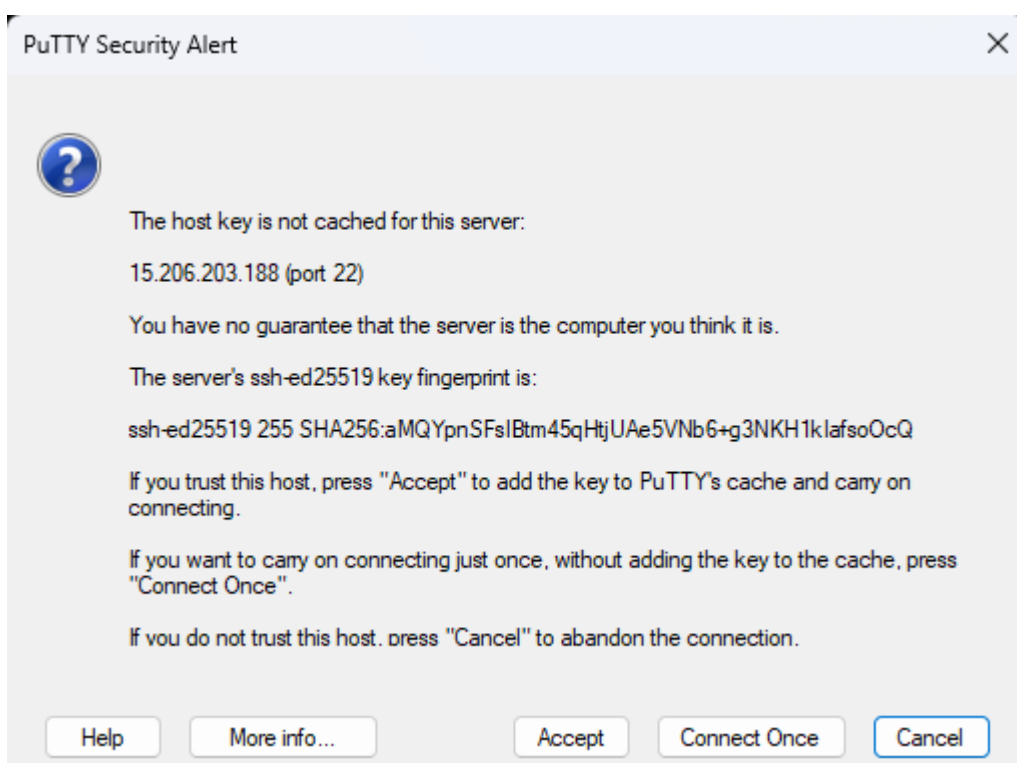 PuTTY Security Alert
The host key is not cached for this server:
15.206.203.188 (port 22)
You have no guarantee that the server is the computer you think it is.
The server's ssh-ed25519 key fingerprint is:
ssh-ed25519 255 SHA256:aMQYpnSFsIBtm45qHtjUAe5VNb6+g3NKH1kIafsoOcQ
If you trust this host, press "Accept" to add the key to PuTTY's cache and carry on
connecting.
If you want to carry on connecting just once, without adding the key to the cache, press
"Connect Once".
If you do not trust this host, press "Cancel" to abandon the connection.
Help More info... Accept Connect Once Cancel